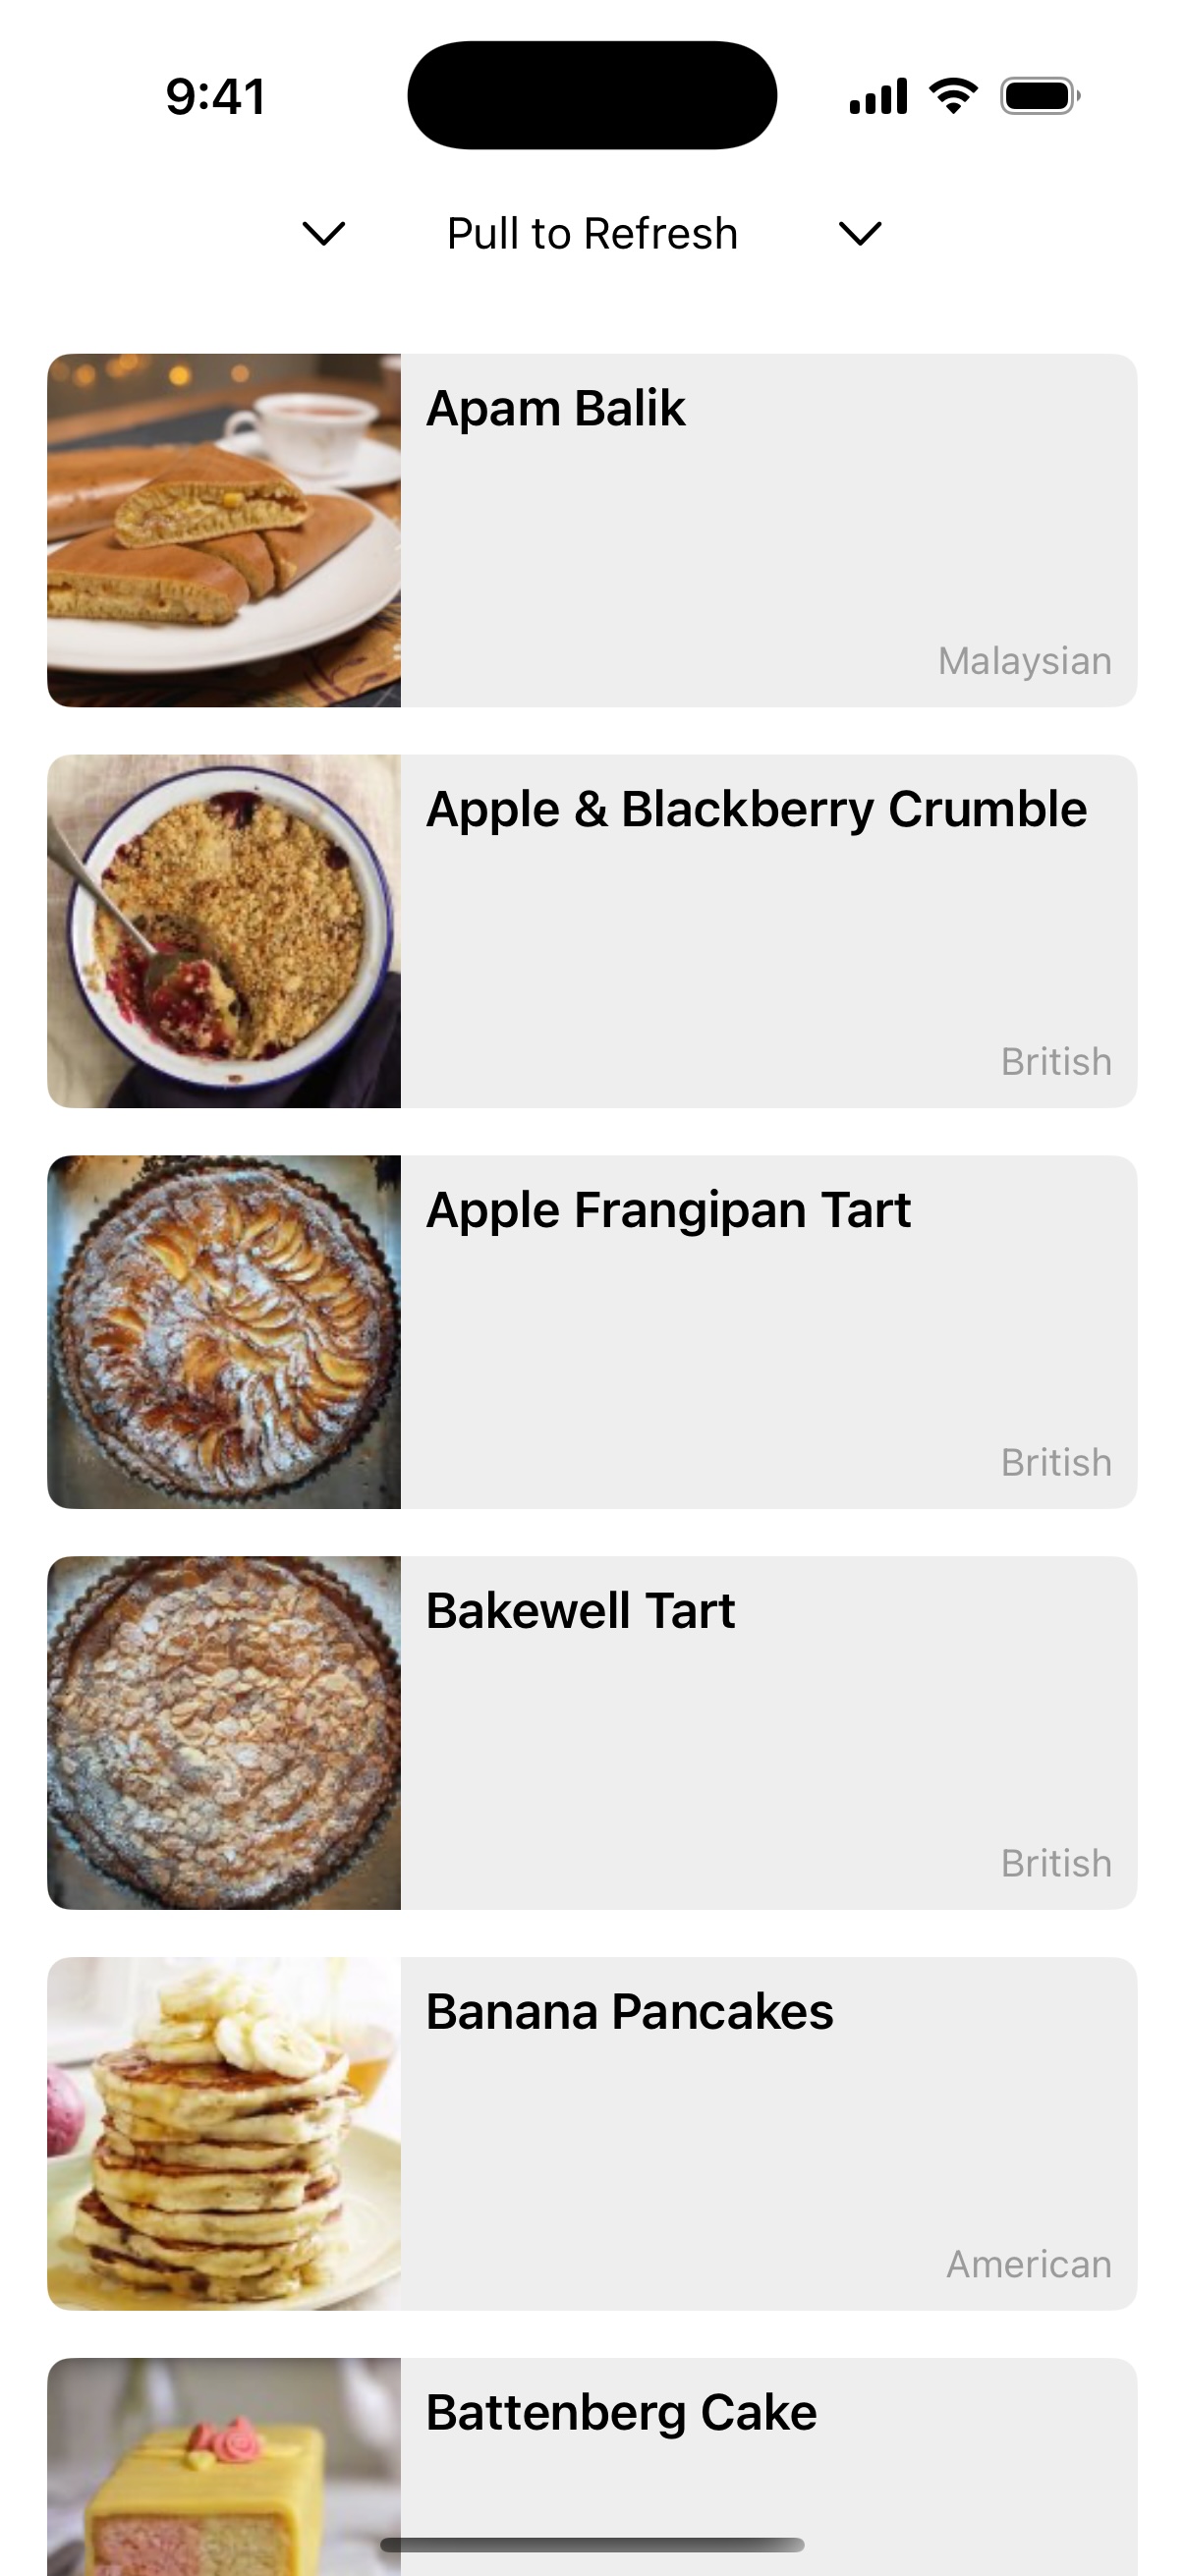 9:41
Pull to Refresh
Apam Balik
Malaysian
Apple & Blackberry Crumble
British
Apple Frangipan Tart
British
Bakewell Tart
British
Banana Pancakes
American
Battenberg Cake